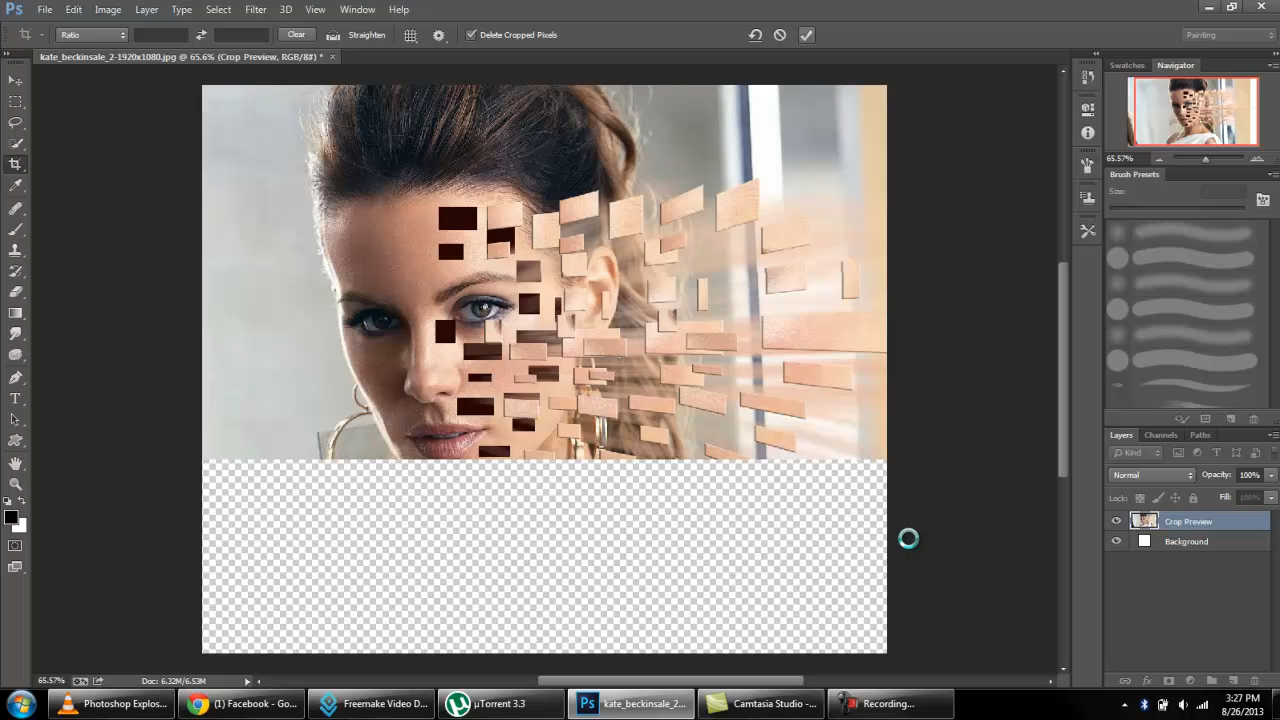 Ps File Edit Image Layer Type Select Filter 3D View Window Help
Ratio Clear Straighten Delete Cropped Pixels Painting
kate_beckinsale_2-1920x1080.jpg @ 65.6% (Crop Preview, RGB/8#) * ×
Swatches Navigator
65.57%
Brush Presets
Size:
Layers Channels Paths
Kind
Normal Opacity: 100%
Lock: Fill: 100%
Crop Preview
Background
65.57% Doc: 6.32M/6.53M
Photoshop Explos... (1) Facebook - Go... Freemake Video D... µTorrent 3.3 Ps kate_beckinsale_2... Camtasia Studio -... Recording...
3:27 PM
8/26/2013